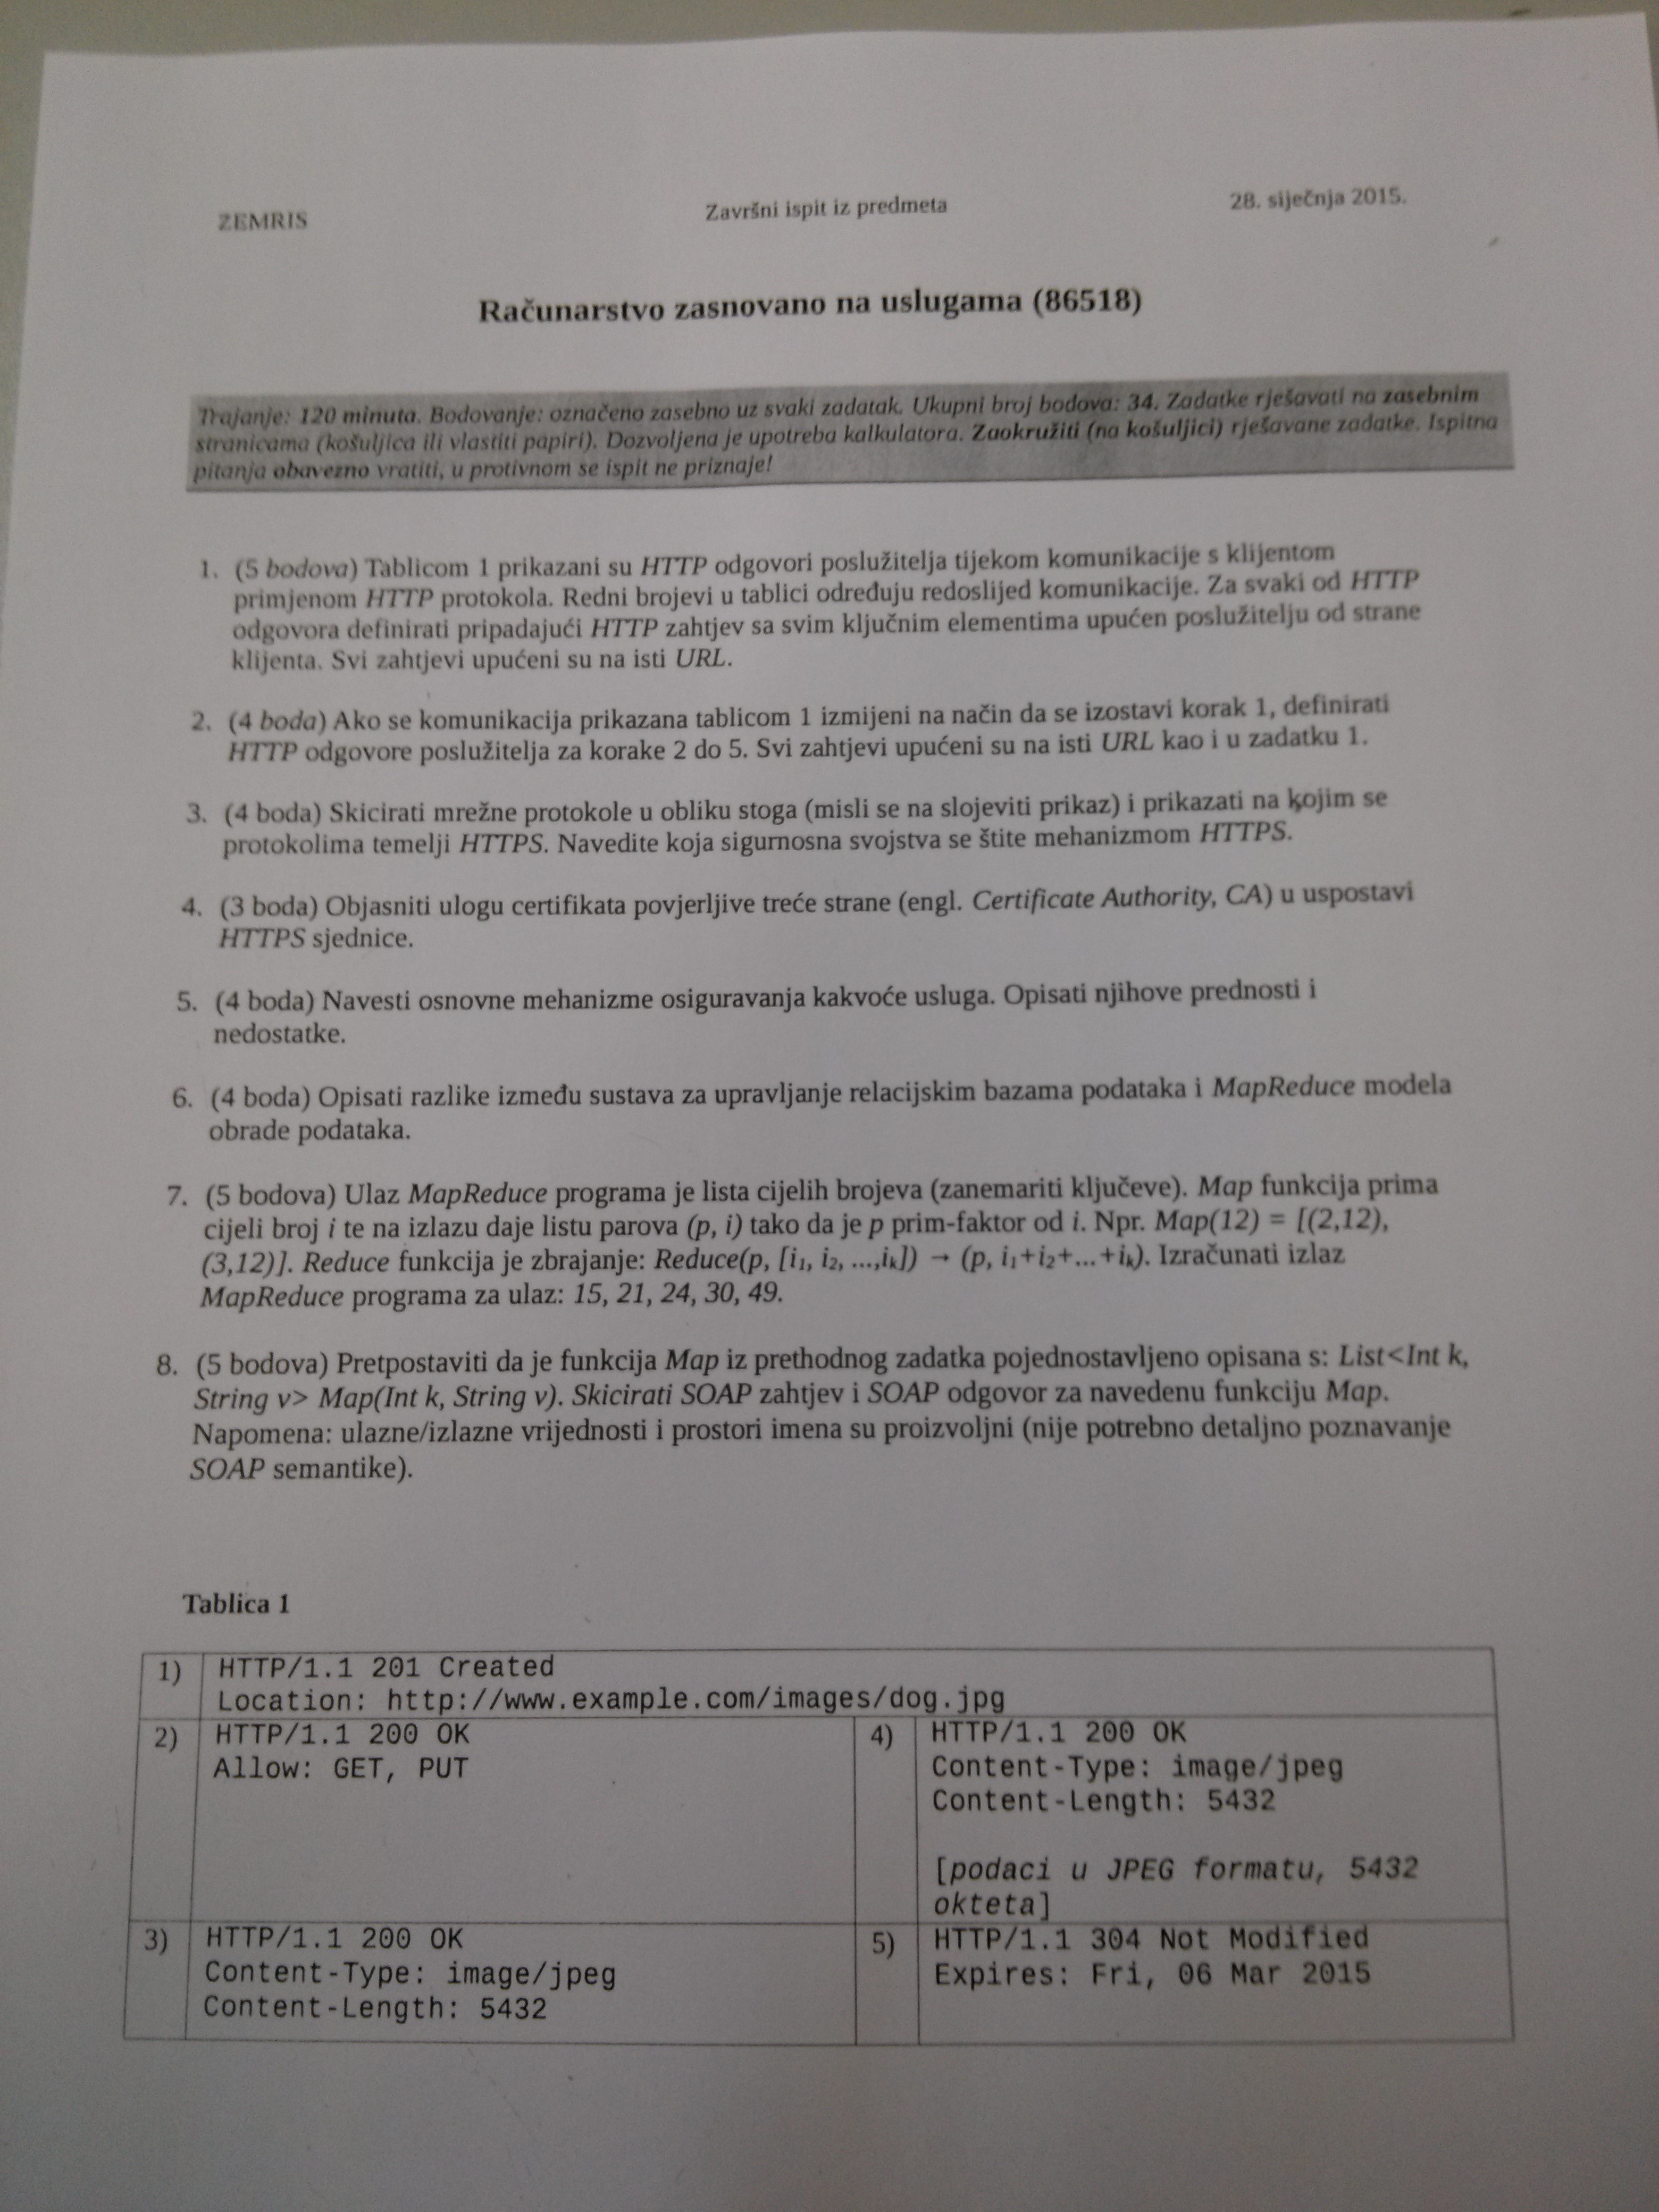 ZEMRIS
Završni ispit iz predmeta
28. siječnja 2015.
Računarstvo zasnovano na uslugama (86518)
Trajanje: 120 minuta. Bodovanje: označeno zasebno uz svaki zadatak. Ukupni broj bodova: 34. Zadatke rješavati na zasebnim
stranicama (košuljica ili vlastiti papiri). Dozvoljena je upotreba kalkulatora. Zaokružiti (na košuljici) rješavane zadatke. Ispitna
pitanja obavezno vratiti, u protivnom se ispit ne priznaje!
1. (5 bodova) Tablicom 1 prikazani su HTTP odgovori poslužitelja tijekom komunikacije s klijentom
primjenom HTTP protokola. Redni brojevi u tablici određuju redoslijed komunikacije. Za svaki od HTTP
odgovora definirati pripadajući HTTP zahtjev sa svim ključnim elementima upućen poslužitelju od strane
klijenta. Svi zahtjevi upućeni su na isti URL.
2. (4 boda) Ako se komunikacija prikazana tablicom 1 izmijeni na način da se izostavi korak 1, definirati
HTTP odgovore poslužitelja za korake 2 do 5. Svi zahtjevi upućeni su na isti URL kao i u zadatku 1.
3. (4 boda) Skicirati mrežne protokole u obliku stoga (misli se na slojeviti prikaz) i prikazati na kojim se
protokolima temelji HTTPS. Navedite koja sigurnosna svojstva se štite mehanizmom HTTPS.
4. (3 boda) Objasniti ulogu certifikata povjerljive treće strane (engl. Certificate Authority, CA) u uspostavi
HTTPS sjednice.
5. (4 boda) Navesti osnovne mehanizme osiguravanja kakvoće usluga. Opisati njihove prednosti i
nedostatke.
6. (4 boda) Opisati razlike između sustava za upravljanje relacijskim bazama podataka i MapReduce modela
obrade podataka.
7. (5 bodova) Ulaz MapReduce programa je lista cijelih brojeva (zanemariti ključeve). Map funkcija prima
cijeli broj i te na izlazu daje listu parova (p, i) tako da je p prim-faktor od i. Npr. Map(12) = [(2,12),
(3,12)]. Reduce funkcija je zbrajanje: Reduce(p, [i₁, i₂, ...,iₖ]) → (p, i₁+i₂+...+iₖ). Izračunati izlaz
MapReduce programa za ulaz: 15, 21, 24, 30, 49.
8. (5 bodova) Pretpostaviti da je funkcija Map iz prethodnog zadatka pojednostavljeno opisana s: List<Int k,
String v> Map(Int k, String v). Skicirati SOAP zahtjev i SOAP odgovor za navedenu funkciju Map.
Napomena: ulazne/izlazne vrijednosti i prostori imena su proizvoljni (nije potrebno detaljno poznavanje
SOAP semantike).
Tablica 1
1) HTTP/1.1 201 Created
Location: http://www.example.com/images/dog.jpg
2) HTTP/1.1 200 OK
Allow: GET, PUT
3) HTTP/1.1 200 OK
Content-Type: image/jpeg
Content-Length: 5432
4) HTTP/1.1 200 OK
Content-Type: image/jpeg
Content-Length: 5432
[podaci u JPEG formatu, 5432
okteta]
5) HTTP/1.1 304 Not Modified
Expires: Fri, 06 Mar 2015